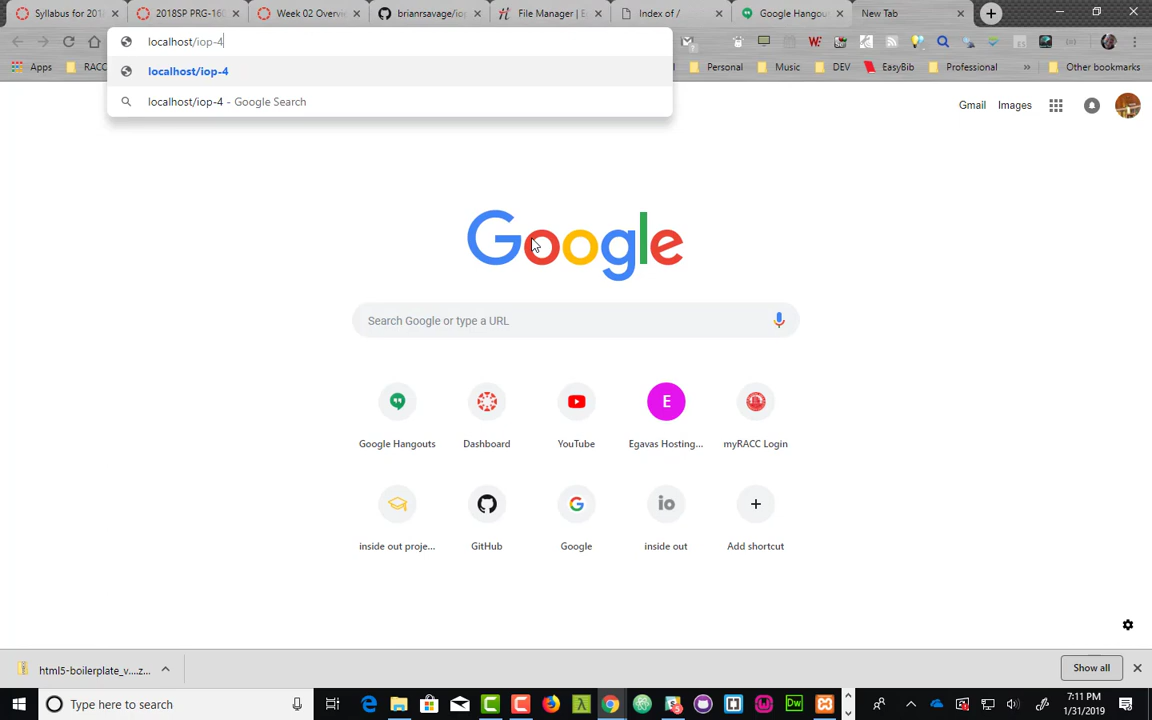 Syllabus for 201
2018SP PRG-160
Week 02 Overvi
brianrsavage/iop
File Manager | E
Index of /
Google Hangou
New Tab
localhost/iop-4
localhost/iop-4
localhost/iop-4 - Google Search
Apps
RACC
Personal
Music
DEV
EasyBib
Professional
»
Other bookmarks
Gmail
Images
Google
Search Google or type a URL
E
Google Hangouts
Dashboard
YouTube
Egavas Hosting...
myRACC Login
io
inside out proje...
GitHub
Google
inside out
Add shortcut
html5-boilerplate_v....z...
Show all
Type here to search
Dw
7:11 PM
1/31/2019